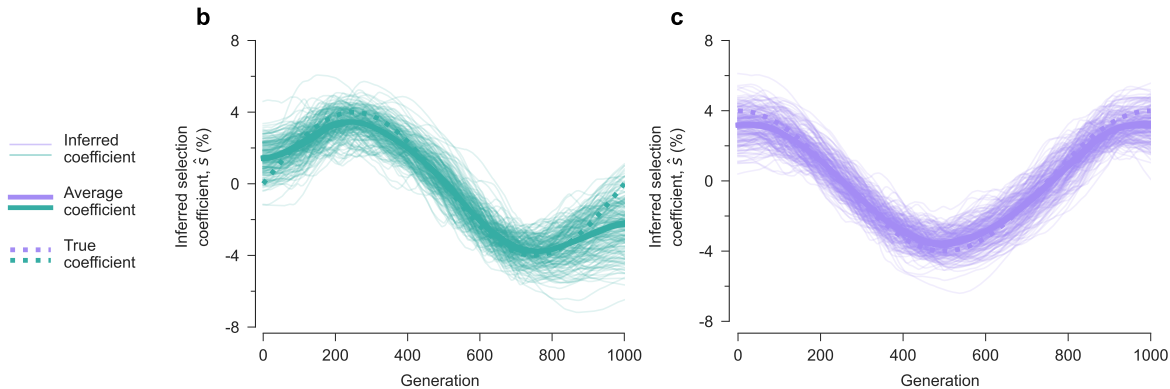 b
c
Inferred
coefficient
Average
coefficient
True
coefficient
Inferred selection
coefficient, ŝ (%)
8
4
0
-4
-8
0
200
400
600
800
1000
Generation
Inferred selection
coefficient, ŝ (%)
8
4
0
-4
-8
0
200
400
600
800
1000
Generation